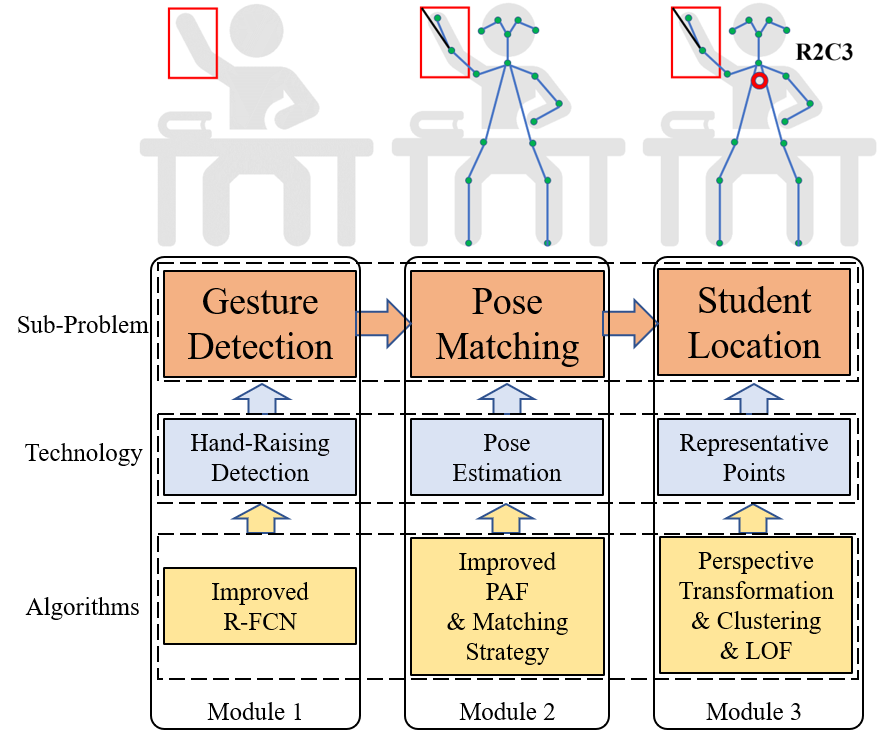 R2C3
Sub-Problem
Gesture
Detection
Pose
Matching
Student
Location
Technology
Hand-Raising
Detection
Pose
Estimation
Representative
Points
Algorithms
Improved
R-FCN
Improved
PAF
& Matching
Strategy
Perspective
Transformation
& Clustering
& LOF
Module 1
Module 2
Module 3